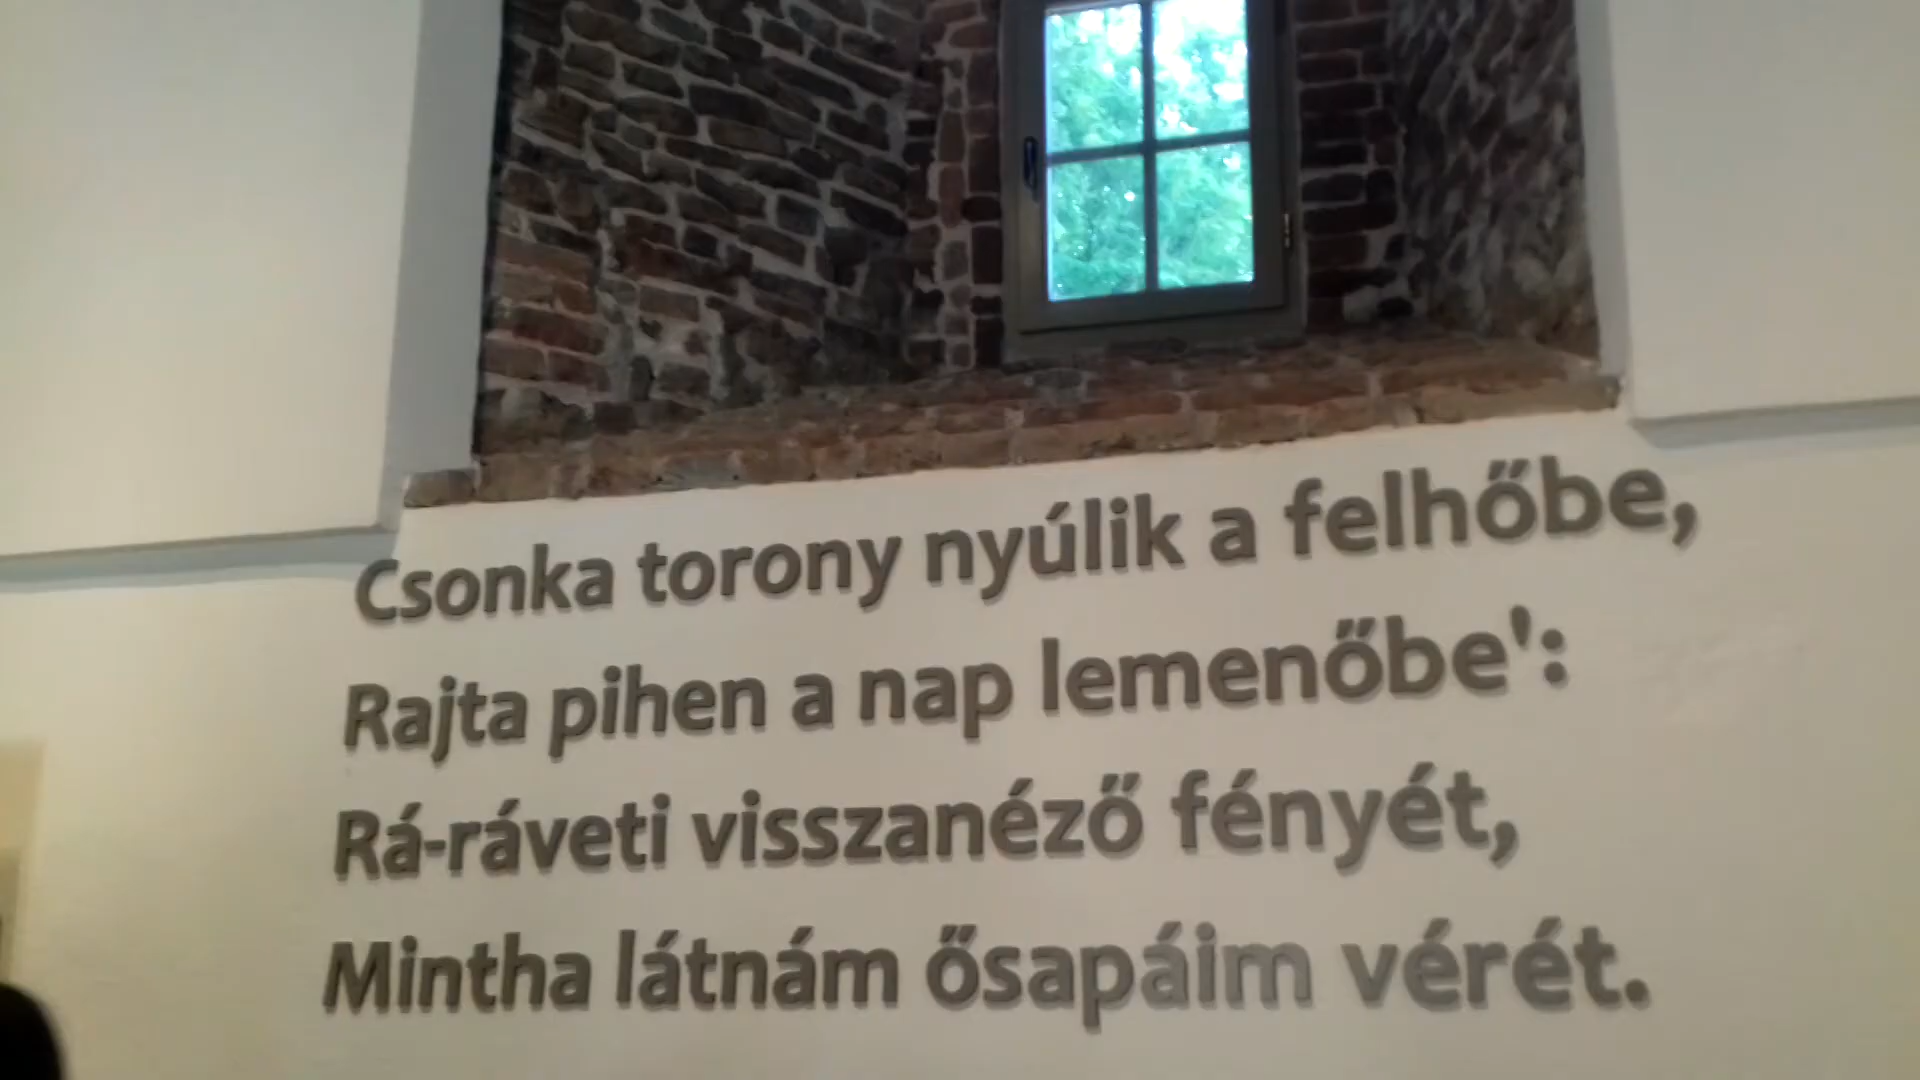 Csonka torony nyúlik a felhőbe,
Rajta pihen a nap lemenőbe':
Rá-ráveti visszanéző fényét,
Mintha látnám ősapáim vérét.